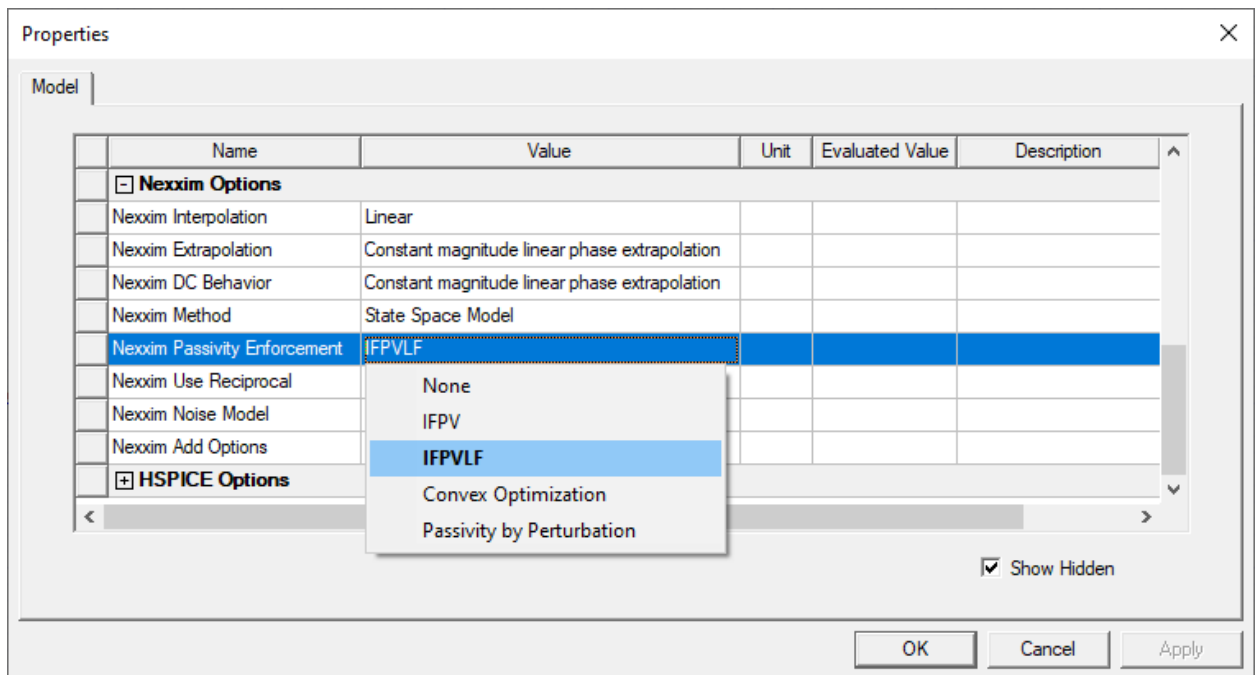 Properties
Model
Name Value Unit Evaluated Value Description
Nexxim Options
Nexxim Interpolation Linear
Nexxim Extrapolation Constant magnitude linear phase extrapolation
Nexxim DC Behavior Constant magnitude linear phase extrapolation
Nexxim Method State Space Model
Nexxim Passivity Enforcement IFPVLF
Nexxim Use Reciprocal
Nexxim Noise Model
Nexxim Add Options
HSPICE Options
None
IFPV
IFPVLF
Convex Optimization
Passivity by Perturbation
Show Hidden
OK Cancel Apply